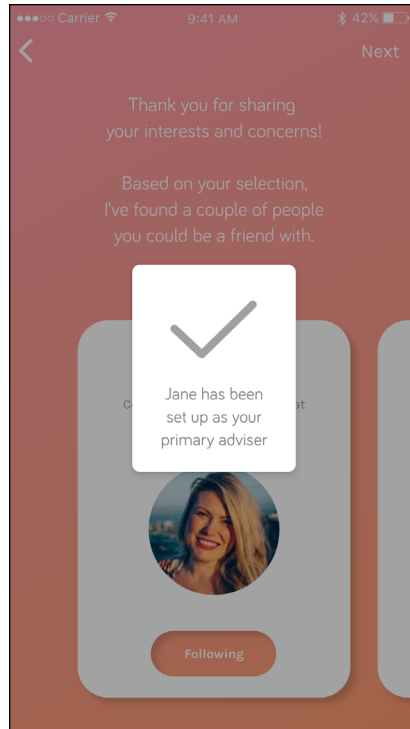 Carrier
9:41 AM
42%
Next
Thank you for sharing
your interests and concerns!
Based on your selection,
I've found a couple of people
you could be a friend with.
Jane has been
set up as your
primary adviser
Following